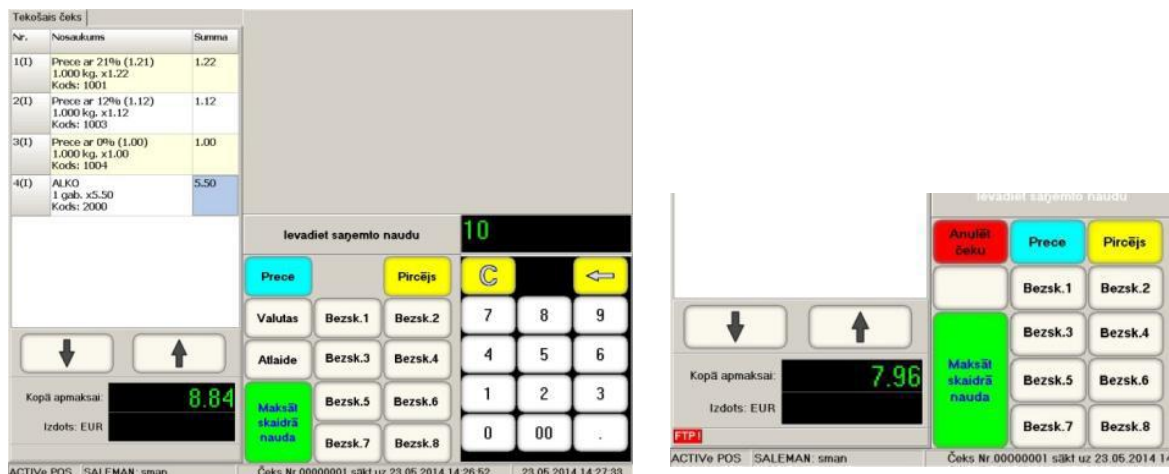 Tekošais čeks
Nr. Nosaukums Summa
1(I) Prece ar 21% (1.21) 1.22
1.000 kg. x1.22
Kods: 1001
2(I) Prece ar 12% (1.12) 1.12
1.000 kg. x1.12
Kods: 1003
3(I) Prece ar 0% (1.00) 1.00
1.000 kg. x1.00
Kods: 1004
4(I) ALKO 5.50
1 gab. x5.50
Kods: 2000
Ievadiet saņemto naudu 10
Prece Pircējs C
Valutas Bezsk.1 Bezsk.2 7 8 9
Atlaide Bezsk.3 Bezsk.4 4 5 6
Maksāt skaidrā nauda Bezsk.5 Bezsk.6 1 2 3
Bezsk.7 Bezsk.8 0 00 .
Kopā apmaksai: 8.84
Izdots: EUR
ACTIVe POS SALEMAN: sman Čeks Nr.00000001 sākt uz 23.05.2014 14:26:52 23.05.2014 14:27:33
Ievadiet saņemto naudu
Anulēt čeku Prece Pircējs
Bezsk.1 Bezsk.2
Bezsk.3 Bezsk.4
Maksāt skaidrā nauda Bezsk.5 Bezsk.6
Bezsk.7 Bezsk.8
Kopā apmaksai: 7.96
Izdots: EUR
FTP!
ACTIVe POS SALEMAN: sman Čeks Nr.00000001 sākt uz 23.05.2014 14